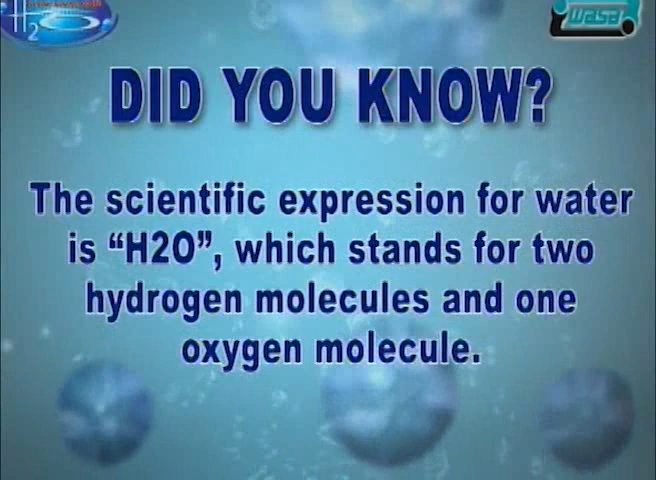 H2O
wasa
DID YOU KNOW?
The scientific expression for water
is “H2O”, which stands for two
hydrogen molecules and one
oxygen molecule.